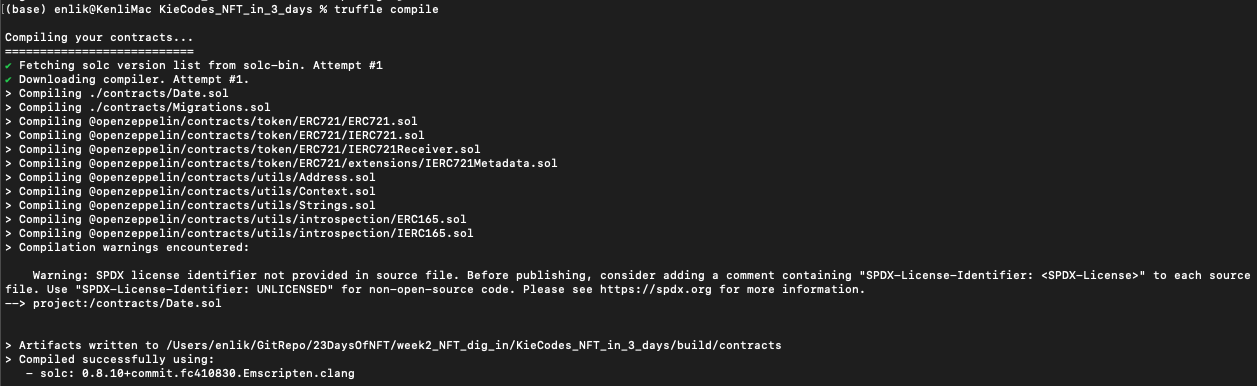 (base) enlik@KenliMac KieCodes_NFT_in_3_days % truffle compile
Compiling your contracts...
===========================
✔ Fetching solc version list from solc-bin. Attempt #1
✔ Downloading compiler. Attempt #1.
> Compiling ./contracts/Date.sol
> Compiling ./contracts/Migrations.sol
> Compiling @openzeppelin/contracts/token/ERC721/ERC721.sol
> Compiling @openzeppelin/contracts/token/ERC721/IERC721.sol
> Compiling @openzeppelin/contracts/token/ERC721/IERC721Receiver.sol
> Compiling @openzeppelin/contracts/token/ERC721/extensions/IERC721Metadata.sol
> Compiling @openzeppelin/contracts/utils/Address.sol
> Compiling @openzeppelin/contracts/utils/Context.sol
> Compiling @openzeppelin/contracts/utils/Strings.sol
> Compiling @openzeppelin/contracts/utils/introspection/ERC165.sol
> Compiling @openzeppelin/contracts/utils/introspection/IERC165.sol
> Compilation warnings encountered:
Warning: SPDX license identifier not provided in source file. Before publishing, consider adding a comment containing "SPDX-License-Identifier: <SPDX-License>" to each source
file. Use "SPDX-License-Identifier: UNLICENSED" for non-open-source code. Please see https://spdx.org for more information.
--> project:/contracts/Date.sol
> Artifacts written to /Users/enlik/GitRepo/23DaysOfNFT/week2_NFT_dig_in/KieCodes_NFT_in_3_days/build/contracts
> Compiled successfully using:
- solc: 0.8.10+commit.fc410830.Emscripten.clang